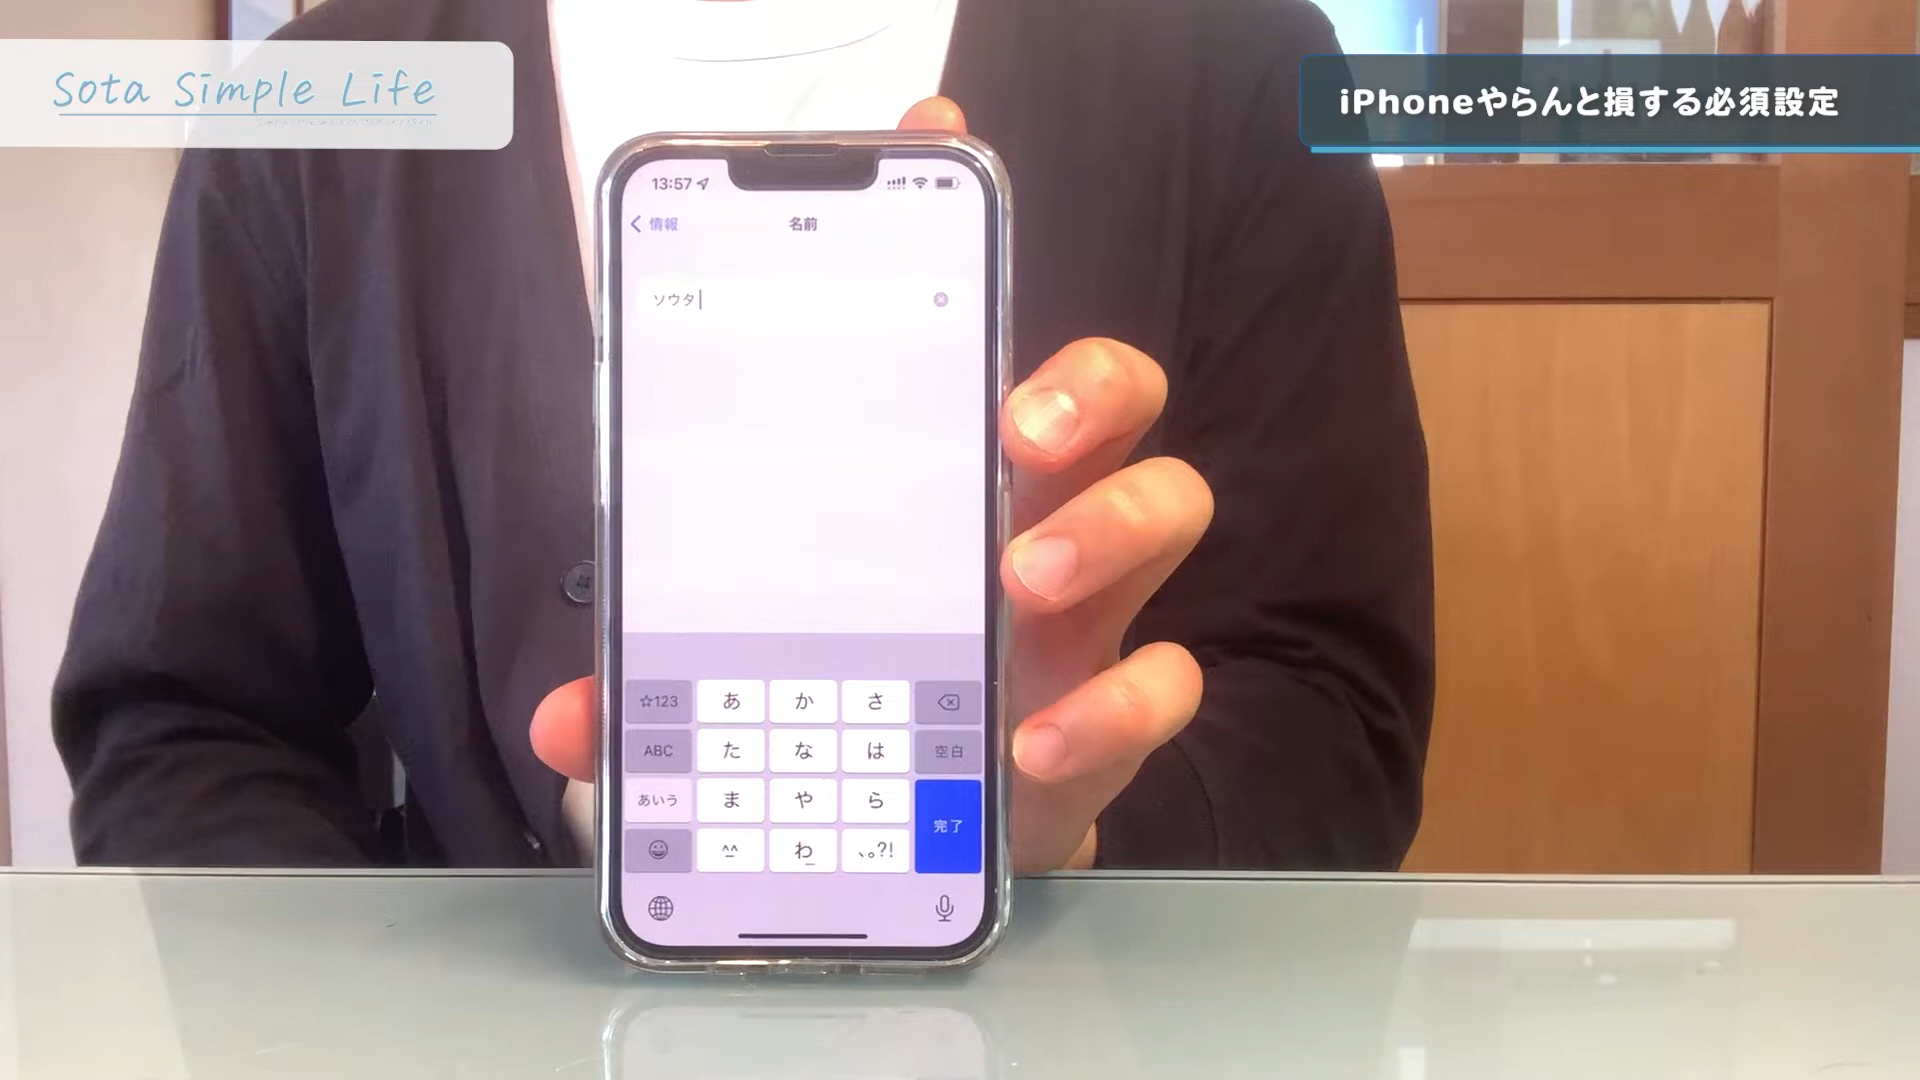 Sota Simple Life
iPhoneやらんと損する必須設定
13:57
情報
名前
ソウタ
☆123
あ
か
さ
ABC
た
な
は
空白
あいう
ま
や
ら
完了
^^
わ
、。?!